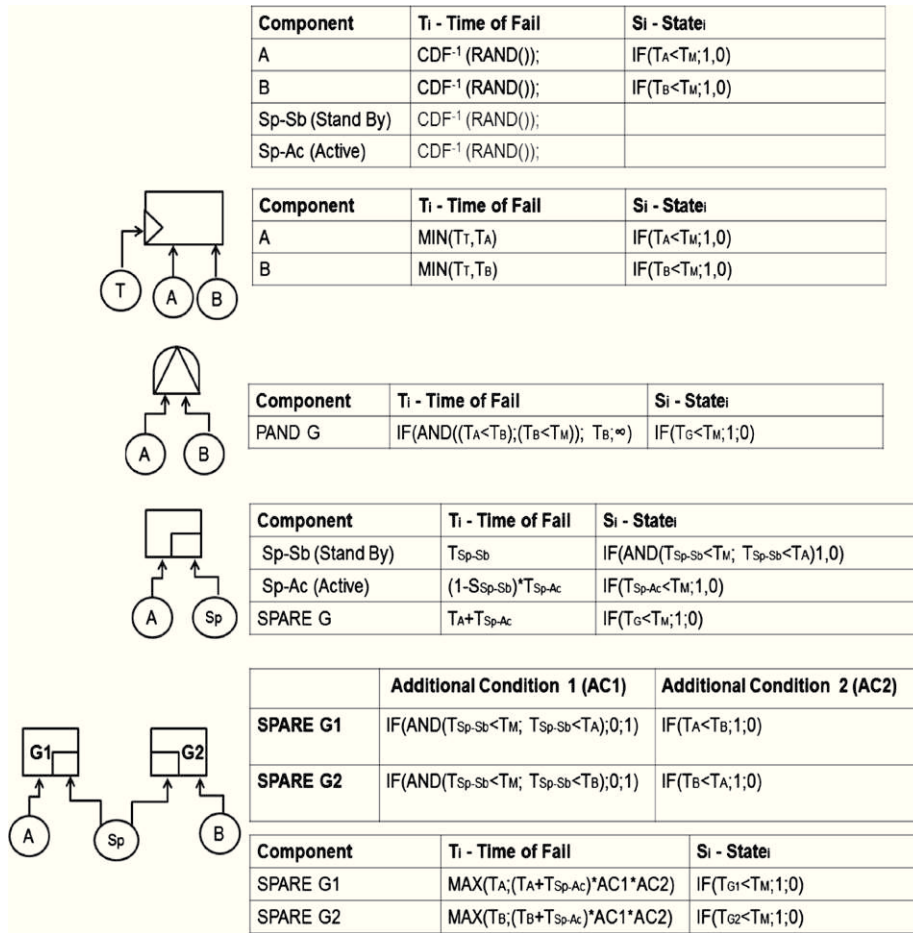 Component Ti - Time of Fail Si - Statei
A CDF-1 (RAND()); IF(TA<TM;1,0)
B CDF-1 (RAND()); IF(TB<TM;1,0)
Sp-Sb (Stand By) CDF-1 (RAND());
Sp-Ac (Active) CDF-1 (RAND());
Component Ti - Time of Fail Si - Statei
A MIN(TT,TA) IF(TA<TM;1,0)
B MIN(TT,TB) IF(TB<TM;1,0)
T A B
Component Ti - Time of Fail Si - Statei
PAND G IF(AND((TA<TB);(TB<TM)); TB;∞) IF(TG<TM;1;0)
A B
Component Ti - Time of Fail Si - Statei
Sp-Sb (Stand By) TSp-Sb IF(AND(TSp-Sb<TM; TSp-Sb<TA)1,0)
Sp-Ac (Active) (1-SSp-Sb)*TSp-Ac IF(TSp-Ac<TM;1,0)
SPARE G TA+TSp-Ac IF(TG<TM;1;0)
A Sp
Additional Condition 1 (AC1) Additional Condition 2 (AC2)
SPARE G1 IF(AND(TSp-Sb<TM; TSp-Sb<TA);0;1) IF(TA<TB;1;0)
SPARE G2 IF(AND(TSp-Sb<TM; TSp-Sb<TB);0;1) IF(TB<TA;1;0)
G1 G2
A Sp B
Component Ti - Time of Fail Si - Statei
SPARE G1 MAX(TA;(TA+TSp-Ac)*AC1*AC2) IF(TG1<TM;1;0)
SPARE G2 MAX(TB;(TB+TSp-Ac)*AC1*AC2) IF(TG2<TM;1;0)